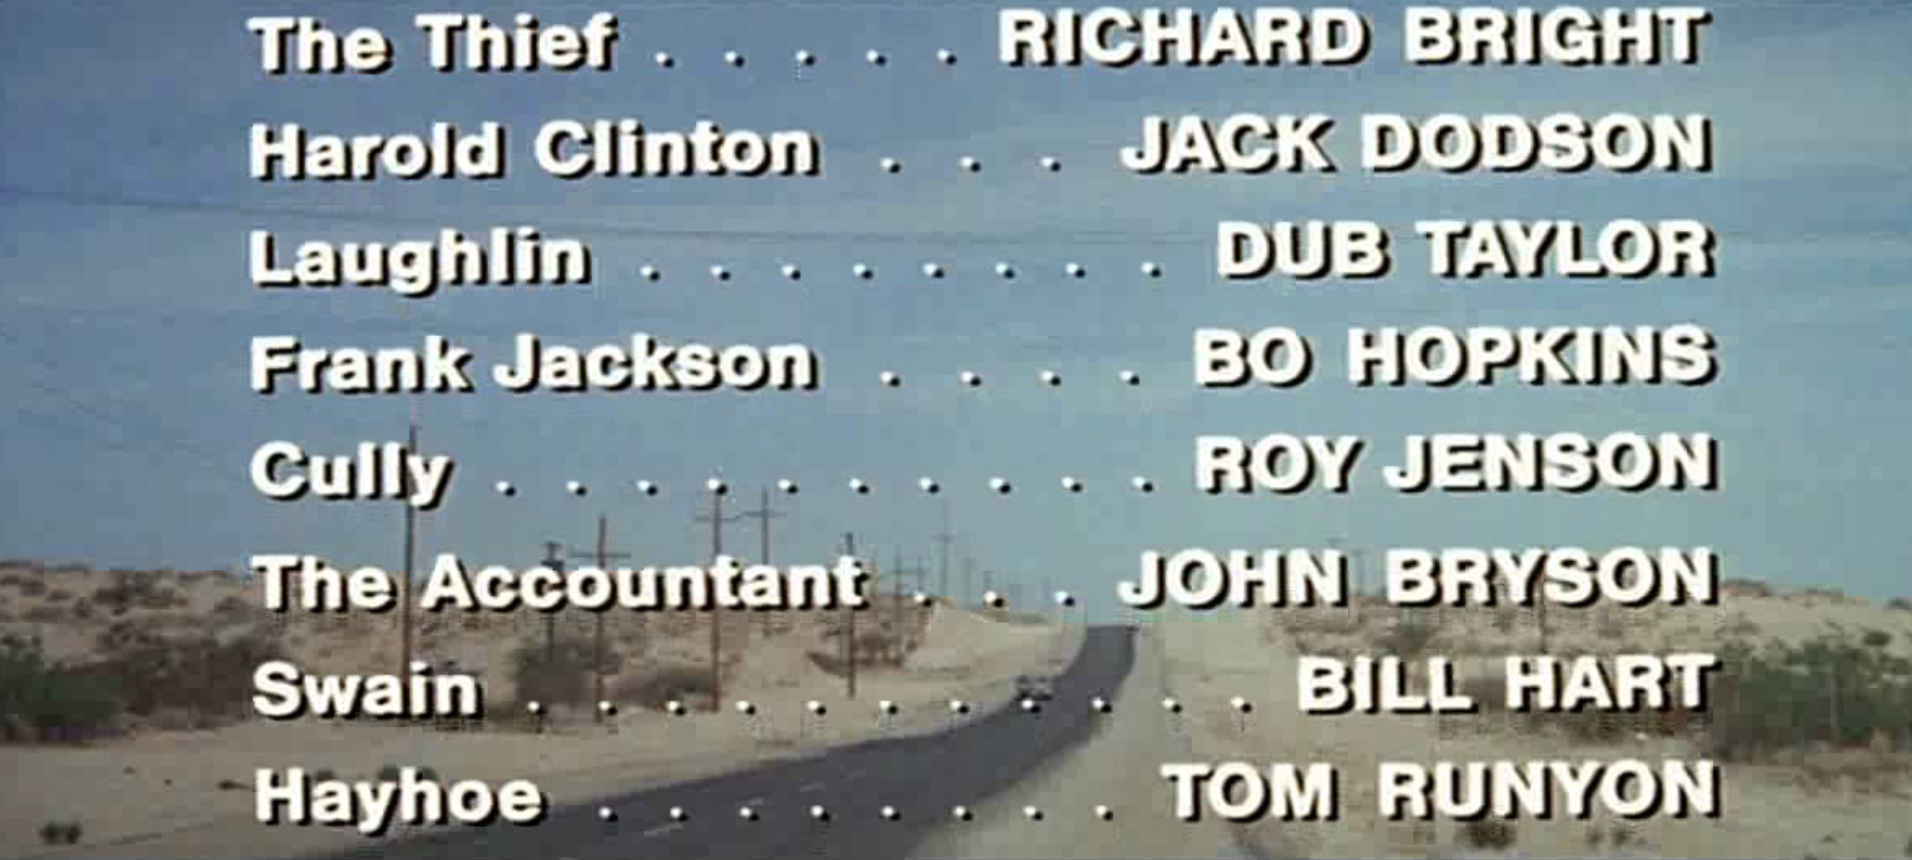 The Thief . . . . . RICHARD BRIGHT
Harold Clinton . . . JACK DODSON
Laughlin . . . . . . . . DUB TAYLOR
Frank Jackson . . . . BO HOPKINS
Cully . . . . . . . . . . ROY JENSON
The Accountant . . . JOHN BRYSON
Swain . . . . . . . . . . . BILL HART
Hayhoe . . . . . . . . TOM RUNYON